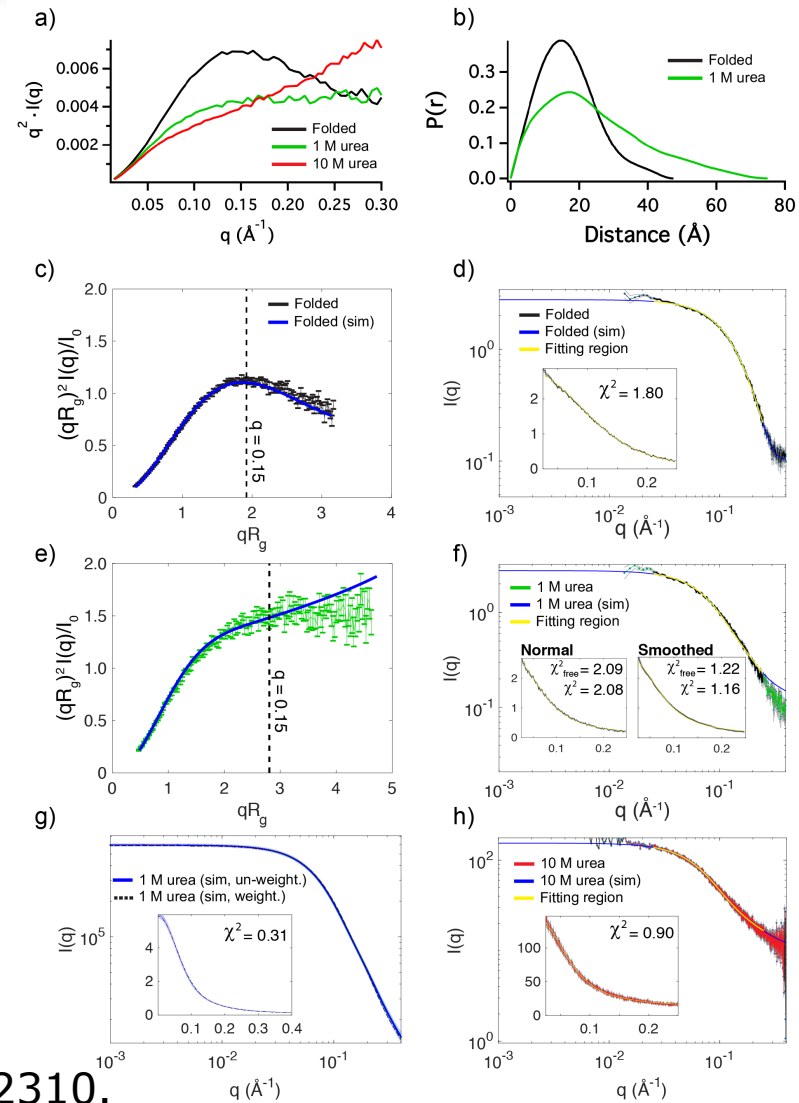 a)
q² ·I(q)
0.006
0.004
0.002
Folded
1 M urea
10 M urea
0.05 0.10 0.15 0.20 0.25 0.30
q (Å⁻¹)
b)
P(r)
0.3
0.2
0.1
0.0
Folded
1 M urea
0 20 40 60 80
Distance (Å)
c)
(qRg)² I(q)/I₀
2.0
1.5
1.0
0.5
0
Folded
Folded (sim)
q = 0.15
0 1 2 3 4
qRg
d)
I(q)
10⁰
10⁻¹
Folded
Folded (sim)
Fitting region
χ² = 1.80
2
1
0
0.1 0.2
10⁻³ 10⁻² 10⁻¹
q (Å⁻¹)
e)
(qRg)² I(q)/I₀
2.0
1.5
1.0
0.5
0
q = 0.15
0 1 2 3 4 5
qRg
f)
I(q)
10⁰
10⁻¹
1 M urea
1 M urea (sim)
Fitting region
Normal Smoothed
χ²free = 2.09 χ²free = 1.22
χ² = 2.08 χ² = 1.16
2
1
0
0.1 0.2 0.1 0.2
10⁻³ 10⁻² 10⁻¹
q (Å⁻¹)
g)
I(q)
10⁵
1 M urea (sim, un-weight.)
1 M urea (sim, weight.)
χ² = 0.31
4
2
0
0.1 0.2 0.3 0.4
10⁻³ 10⁻² 10⁻¹
q (Å⁻¹)
h)
I(q)
10²
10⁰
10 M urea
10 M urea (sim)
Fitting region
χ² = 0.90
100
50
0
0.1 0.2
10⁻³ 10⁻² 10⁻¹
q (Å⁻¹)
2310.